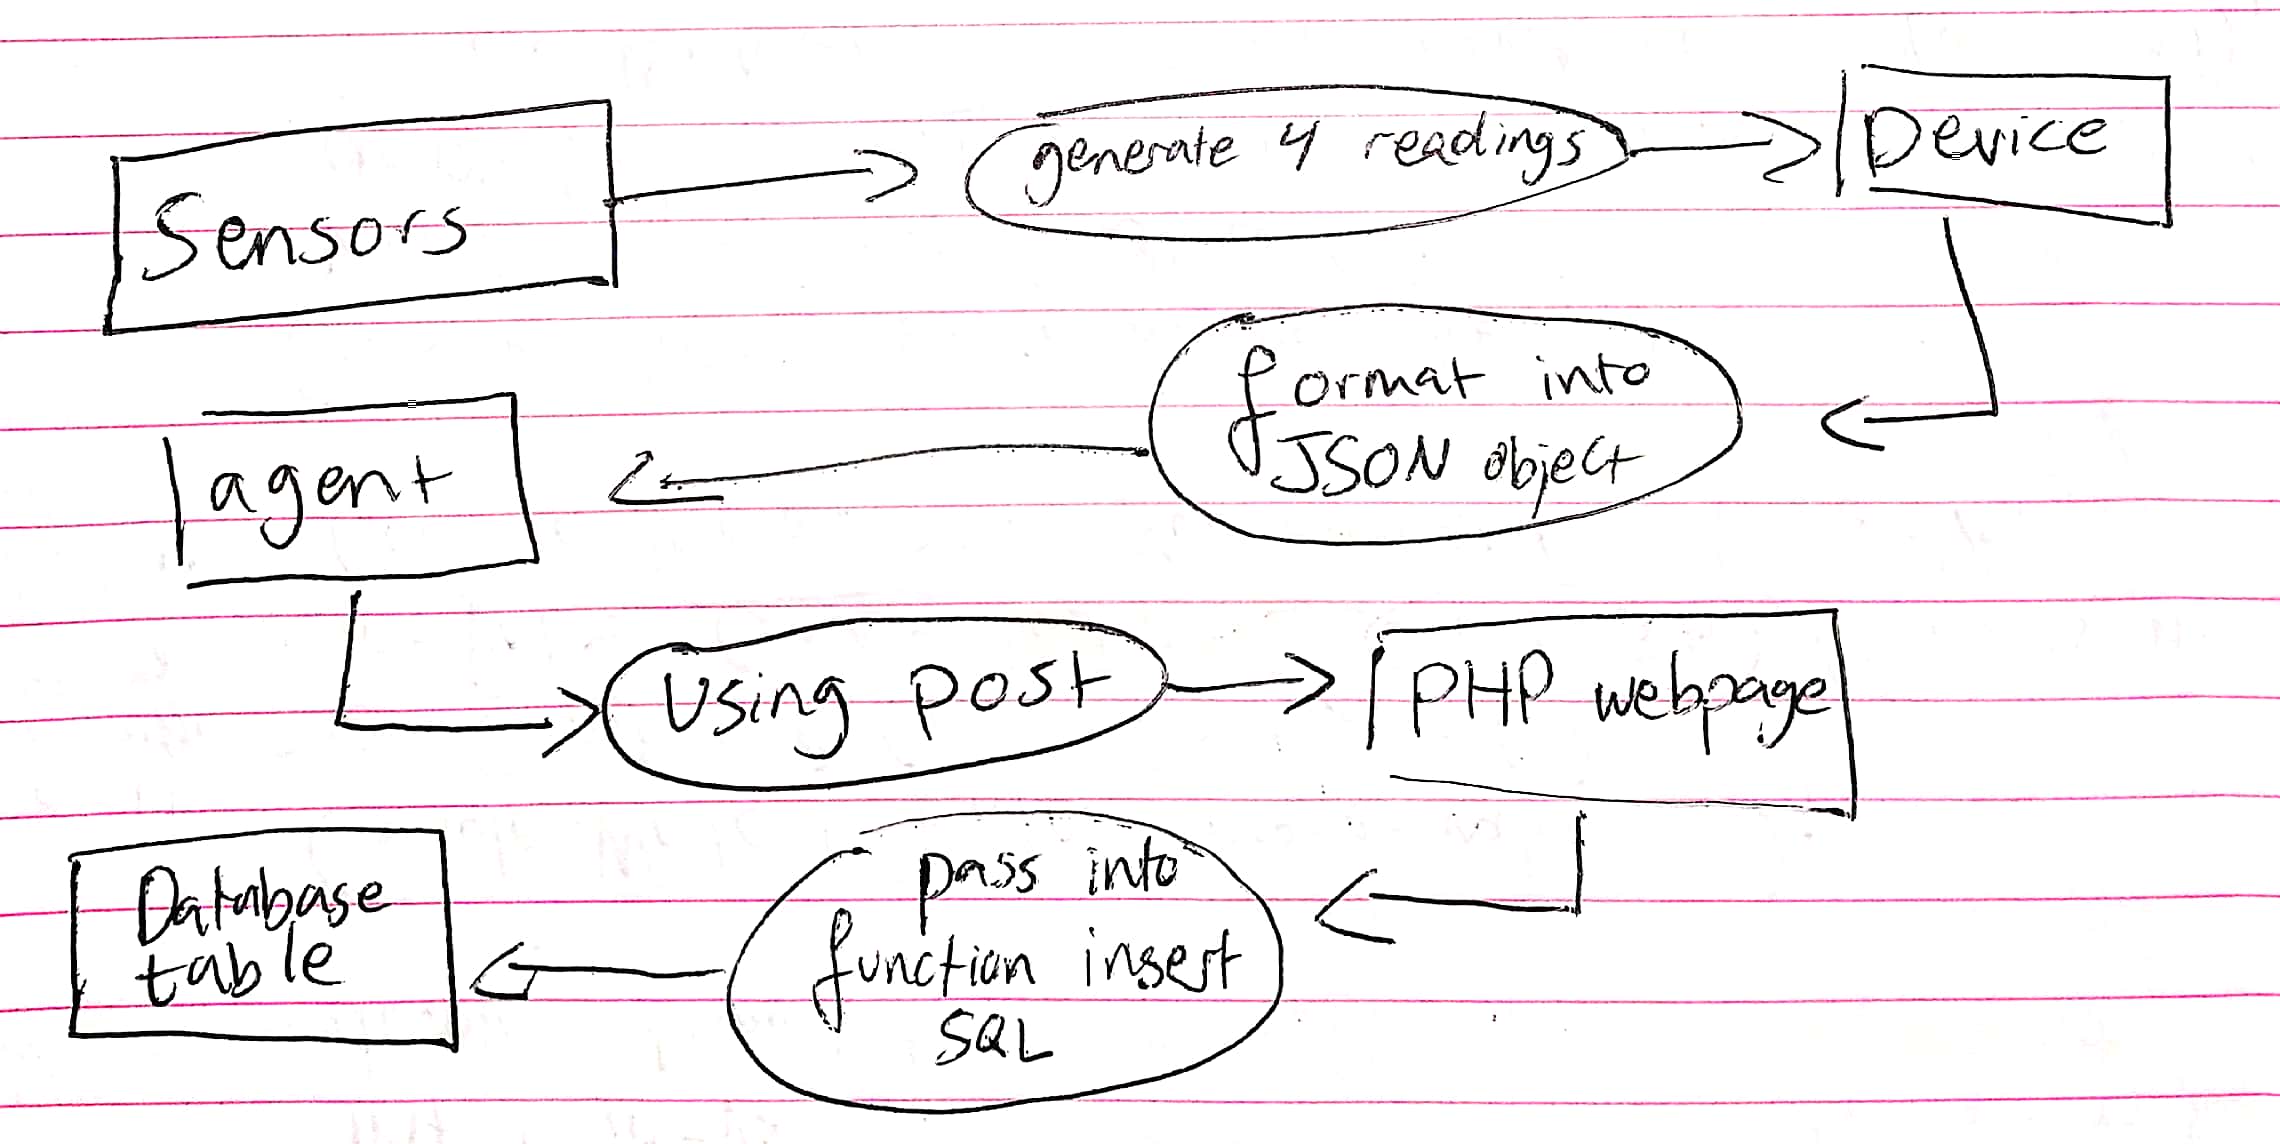 Sensors
generate 4 readings
Device
format into
JSON object
agent
Using post
PHP webpage
pass into
function insert
SQL
Database
table